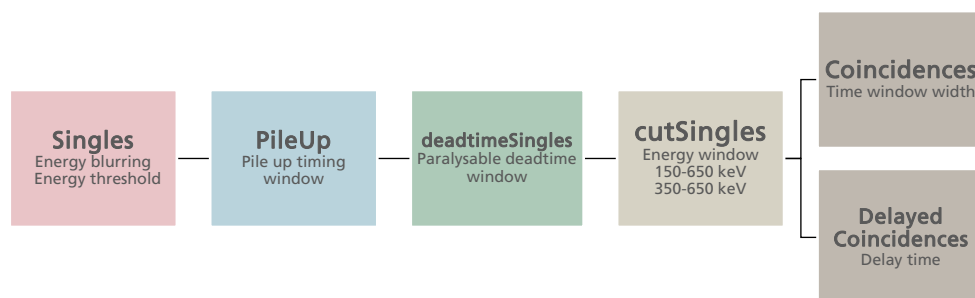 Singles
Energy blurring
Energy threshold
PileUp
Pile up timing
window
deadtimeSingles
Paralysable deadtime
window
cutSingles
Energy window
150-650 keV
350-650 keV
Coincidences
Time window width
Delayed
Coincidences
Delay time